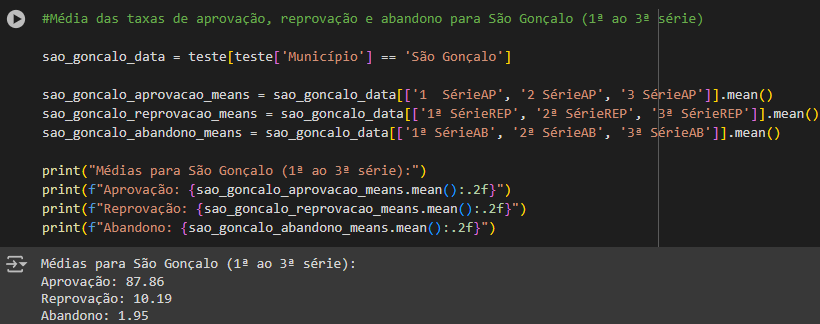 #Média das taxas de aprovação, reprovação e abandono para São Gonçalo (1ª ao 3ª série)
sao_goncalo_data = teste[teste['Município'] == 'São Gonçalo']
sao_goncalo_aprovacao_means = sao_goncalo_data[['1  SérieAP', '2 SérieAP', '3 SérieAP']].mean()
sao_goncalo_reprovacao_means = sao_goncalo_data[['1ª SérieREP', '2ª SérieREP', '3ª SérieREP']].mean()
sao_goncalo_abandono_means = sao_goncalo_data[['1ª SérieAB', '2ª SérieAB', '3ª SérieAB']].mean()
print("Médias para São Gonçalo (1ª ao 3ª série):")
print(f"Aprovação: {sao_goncalo_aprovacao_means.mean():.2f}")
print(f"Reprovação: {sao_goncalo_reprovacao_means.mean():.2f}")
print(f"Abandono: {sao_goncalo_abandono_means.mean():.2f}")
Médias para São Gonçalo (1ª ao 3ª série):
Aprovação: 87.86
Reprovação: 10.19
Abandono: 1.95